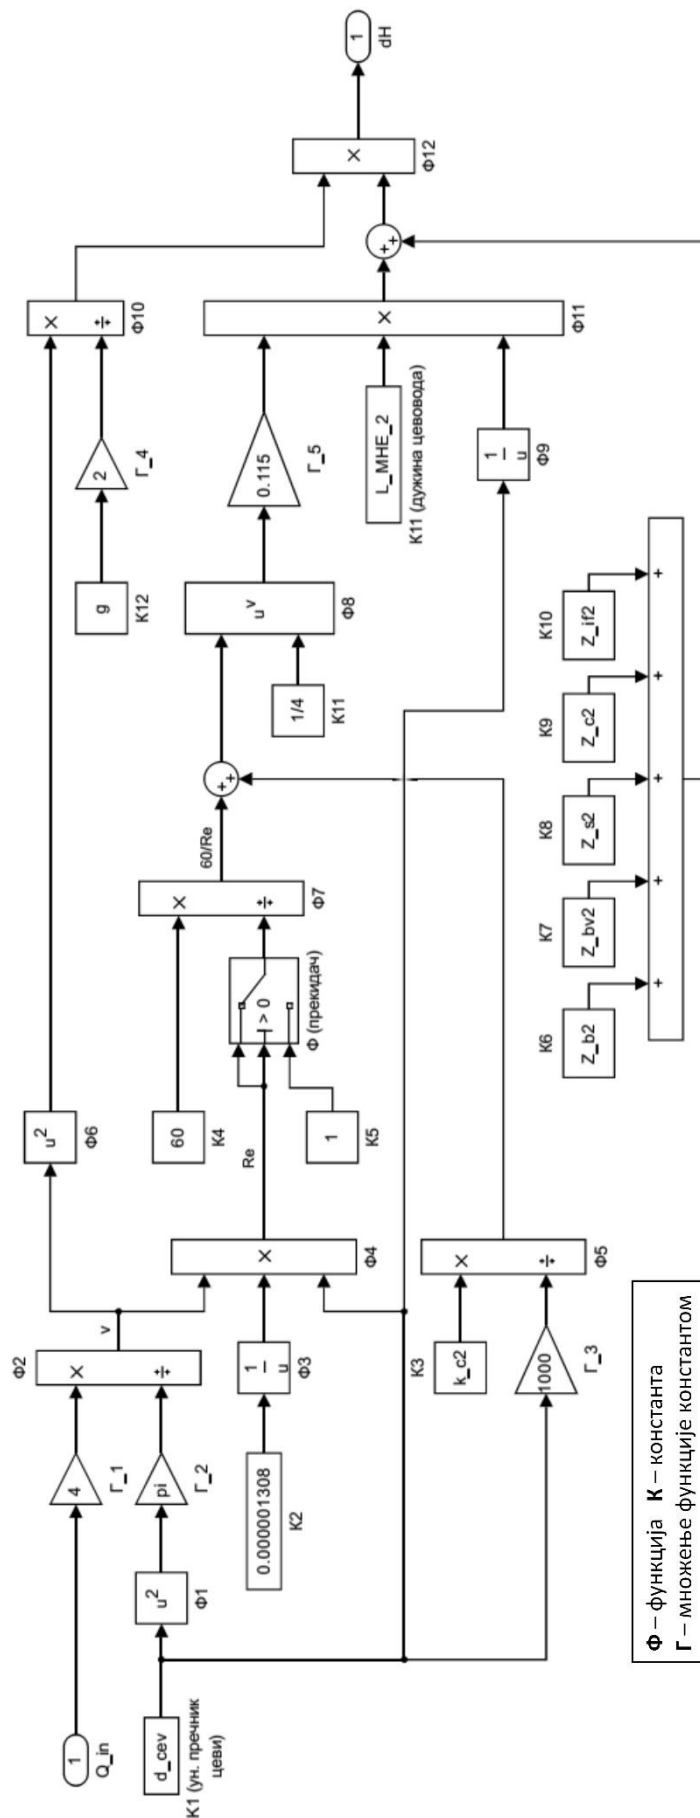 1
Q_in
d_cev
К1 (ун. пречник
цеви)
4
Г_1
u²
Ф1
pi
Г_2
×
÷
Ф2
v
0.000001308
К2
1
u
Ф3
×
Ф4
Re
u²
Ф6
60
К4
1
К5
> 0
Ф (прекидач)
×
÷
Ф7
60/Re
+
+
k_c2
К3
1000
Г_3
×
÷
Ф5
1/4
К11
uᵛ
Ф8
0.115
Г_5
g
К12
2
Г_4
×
÷
Ф10
L_MHE_2
К11 (дужина цевовода)
1
u
Ф9
×
Ф11
+
+
×
Ф12
1
dH
К6
Z_b2
К7
Z_bv2
К8
Z_s2
К9
Z_c2
К10
Z_if2
+
+
+
+
+
Ф – функција К – константа
Г – множење функције константом